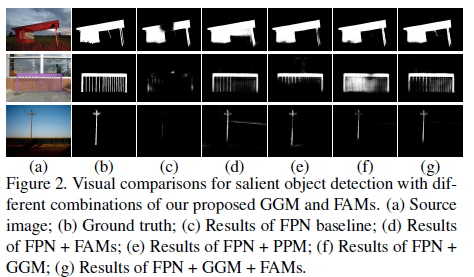 (a) (b) (c) (d) (e) (f) (g)
Figure 2. Visual comparisons for salient object detection with dif-
ferent combinations of our proposed GGM and FAMs. (a) Source
image; (b) Ground truth; (c) Results of FPN baseline; (d) Results
of FPN + FAMs; (e) Results of FPN + PPM; (f) Results of FPN +
GGM; (g) Results of FPN + GGM + FAMs.